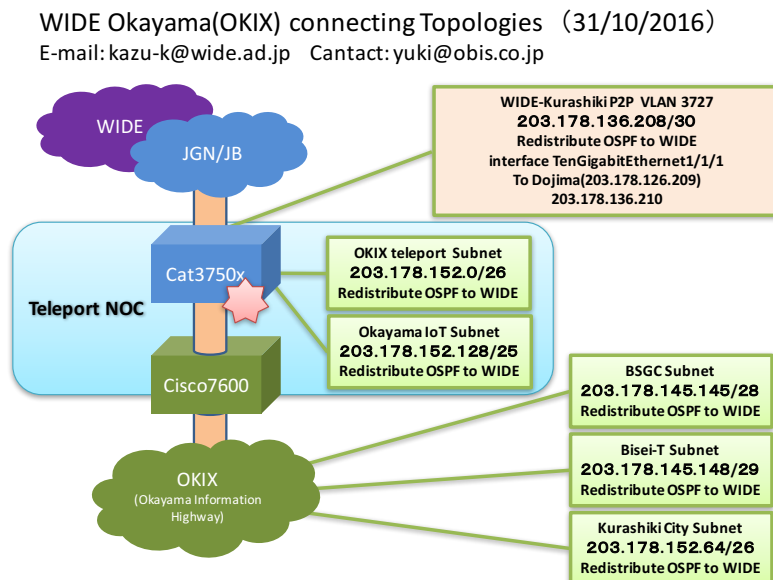 WIDE Okayama(OKIX) connecting Topologies （31/10/2016）
E-mail: kazu-k@wide.ad.jp Cantact: yuki@obis.co.jp
WIDE
JGN/JB
WIDE-Kurashiki P2P VLAN 3727
203.178.136.208/30
Redistribute OSPF to WIDE
interface TenGigabitEthernet1/1/1
To Dojima(203.178.126.209)
203.178.136.210
Teleport NOC
Cat3750x
OKIX teleport Subnet
203.178.152.0/26
Redistribute OSPF to WIDE
Okayama IoT Subnet
203.178.152.128/25
Redistribute OSPF to WIDE
Cisco7600
BSGC Subnet
203.178.145.145/28
Redistribute OSPF to WIDE
Bisei-T Subnet
203.178.145.148/29
Redistribute OSPF to WIDE
Kurashiki City Subnet
203.178.152.64/26
Redistribute OSPF to WIDE
OKIX
(Okayama Information
Highway)